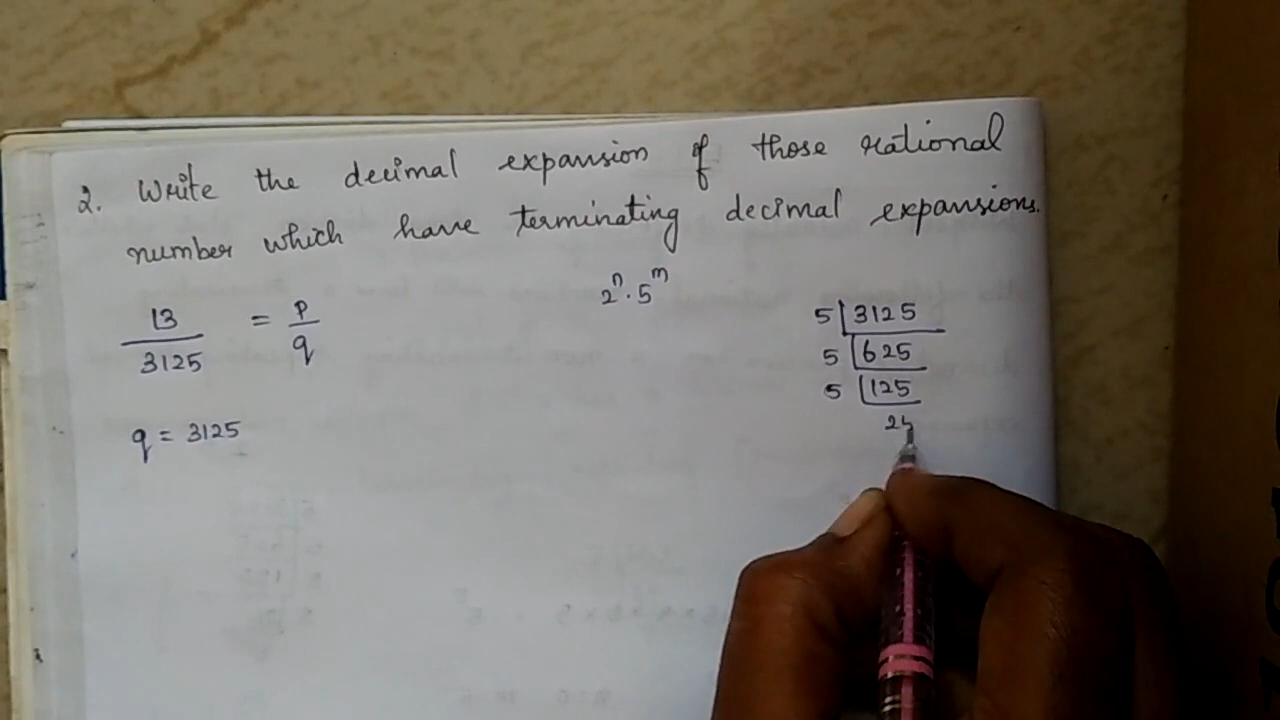 2. Write the decimal expansion of those rational
number which have terminating decimal expansions.
2^n . 5^m
13/3125 = p/q
q = 3125
5 | 3125
5 | 625
5 | 125
25